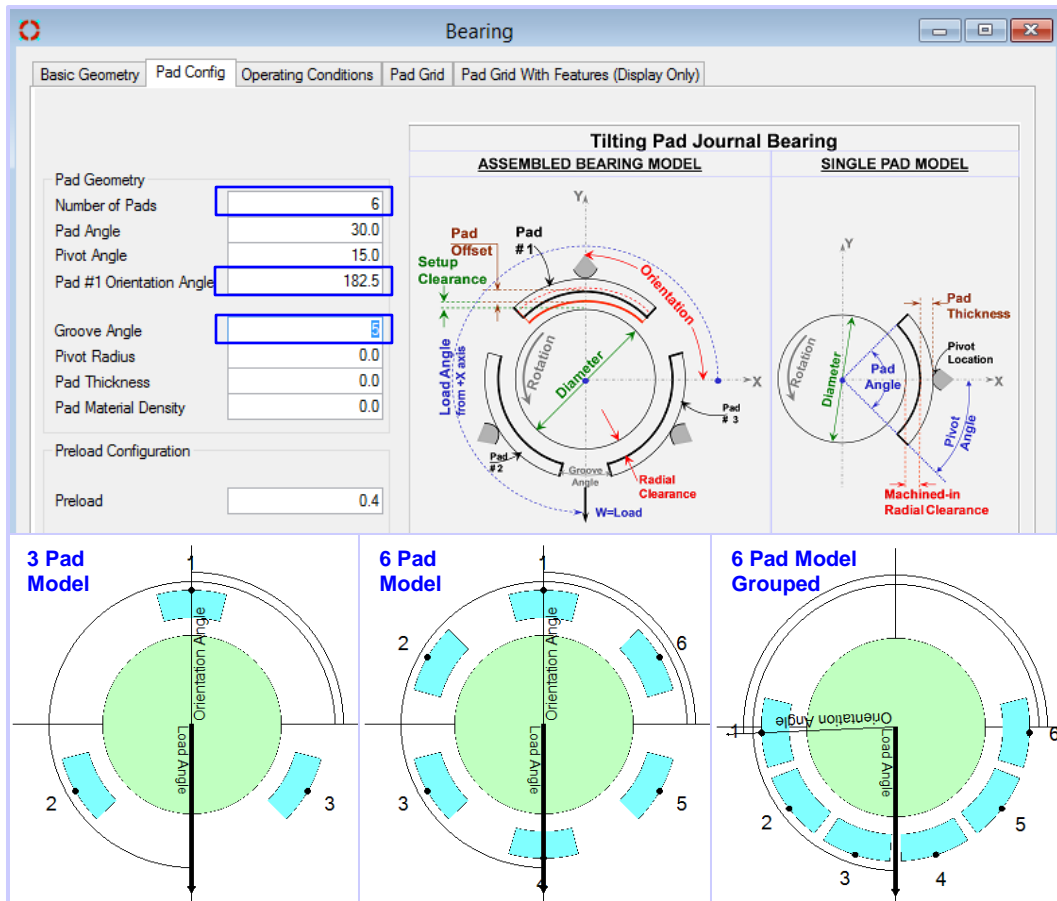 Bearing
Basic Geometry
Pad Config
Operating Conditions
Pad Grid
Pad Grid With Features (Display Only)
Pad Geometry
Number of Pads 6
Pad Angle 30.0
Pivot Angle 15.0
Pad #1 Orientation Angle 182.5
Groove Angle 5
Pivot Radius 0.0
Pad Thickness 0.0
Pad Material Density 0.0
Preload Configuration
Preload 0.4
Tilting Pad Journal Bearing
ASSEMBLED BEARING MODEL
Y
Pad
Offset
Pad
# 1
Setup
Clearance
Orientation
Rotation
Diameter
Load Angle
from +X axis
X
Pad
# 3
Pad
#2
Groove
Angle
Radial
Clearance
W=Load
SINGLE PAD MODEL
Y
Pad
Thickness
Pivot
Location
Rotation
Diameter
Pad
Angle
X
Pivot
Angle
Machined-in
Radial Clearance
3 Pad
Model
1
Orientation Angle
Load Angle
2
3
6 Pad
Model
1
2
6
Orientation Angle
Load Angle
3
5
4
6 Pad Model
Grouped
Orientation Angle
1
6
Load Angle
2
5
3
4